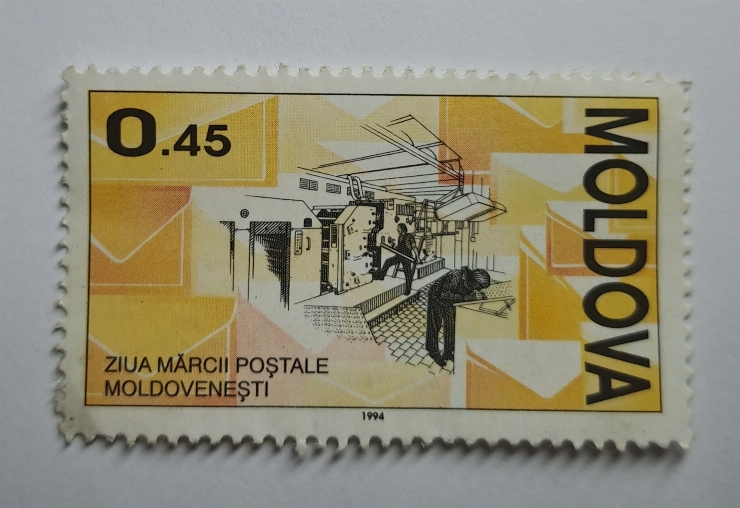 0.45
MOLDOVA
ZIUA MĂRCII POŞTALE
MOLDOVENEŞTI
1994